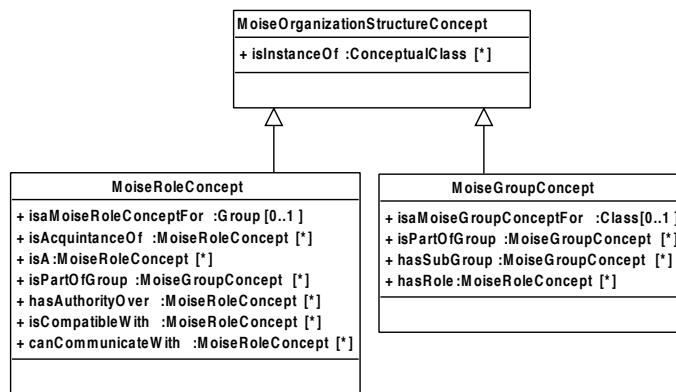 MoiseOrganizationStructureConcept
+ isInstanceOf :ConceptualClass [*]
MoiseRoleConcept
+ isaMoiseRoleConceptFor :Group [0..1]
+ isAcquintanceOf :MoiseRoleConcept [*]
+ isA:MoiseRoleConcept [*]
+ isPartOfGroup :MoiseGroupConcept [*]
+ hasAuthorityOver :MoiseRoleConcept [*]
+ isCompatibleWith :MoiseRoleConcept [*]
+ canCommunicateWith :MoiseRoleConcept [*]
MoiseGroupConcept
+ isaMoiseGroupConceptFor :Class[0..1]
+ isPartOfGroup :MoiseGroupConcept [*]
+ hasSubGroup :MoiseGroupConcept [*]
+ hasRole:MoiseRoleConcept [*]